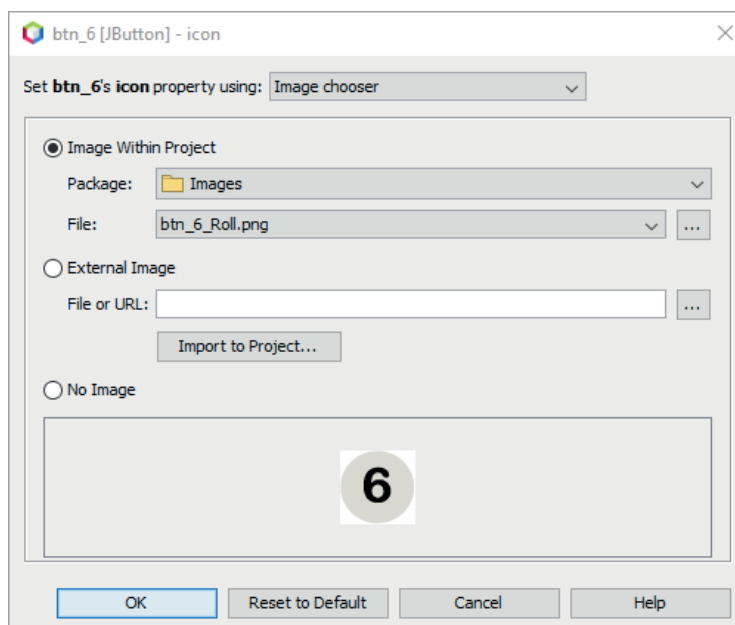 btn_6 [JButton] - icon
Set btn_6's icon property using: Image chooser
Image Within Project
Package: Images
File: btn_6_Roll.png ...
External Image
File or URL: ...
Import to Project...
No Image
6
OK Reset to Default Cancel Help